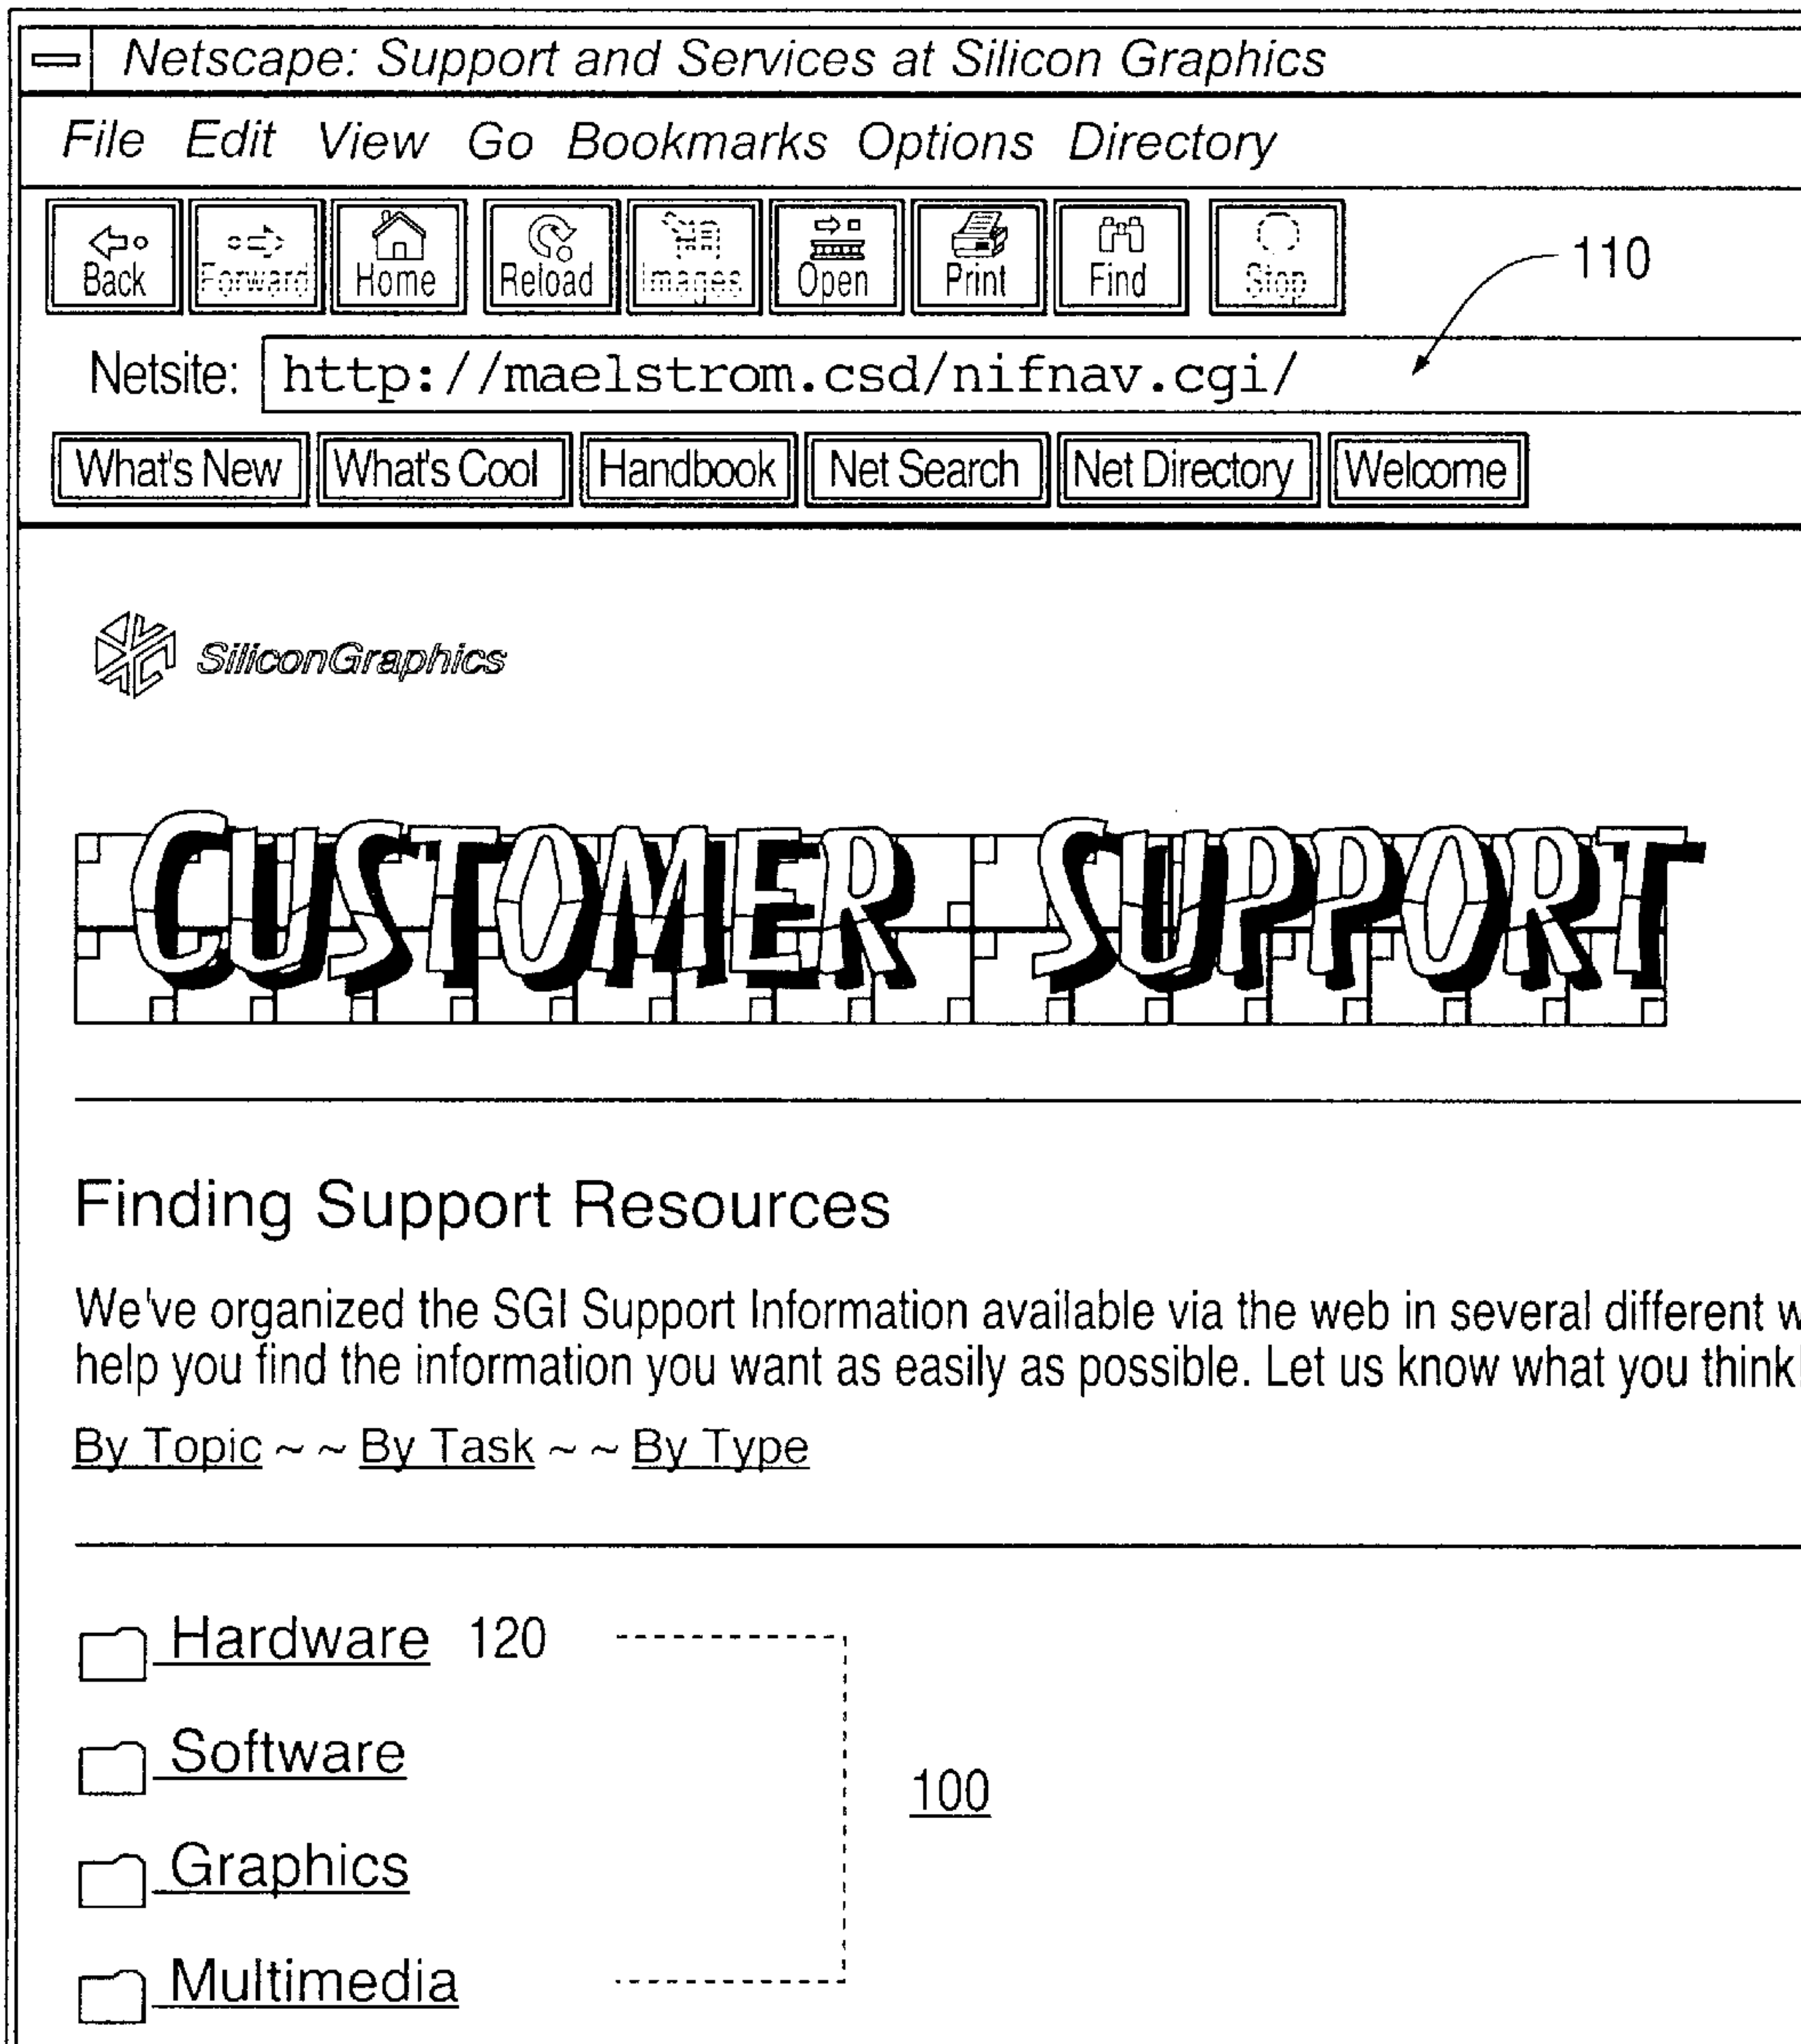 Netscape: Support and Services at Silicon Graphics
File Edit View Go Bookmarks Options Directory
Back Forward Home Reload Images Open Print Find Stop
110
Netsite: http://maelstrom.csd/nifnav.cgi/
What's New What's Cool Handbook Net Search Net Directory Welcome
SiliconGraphics
CUSTOMER SUPPORT
Finding Support Resources
We've organized the SGI Support Information available via the web in several different w
help you find the information you want as easily as possible. Let us know what you think!
By Topic ~ ~ By Task ~ ~ By Type
Hardware 120
Software
100
Graphics
Multimedia